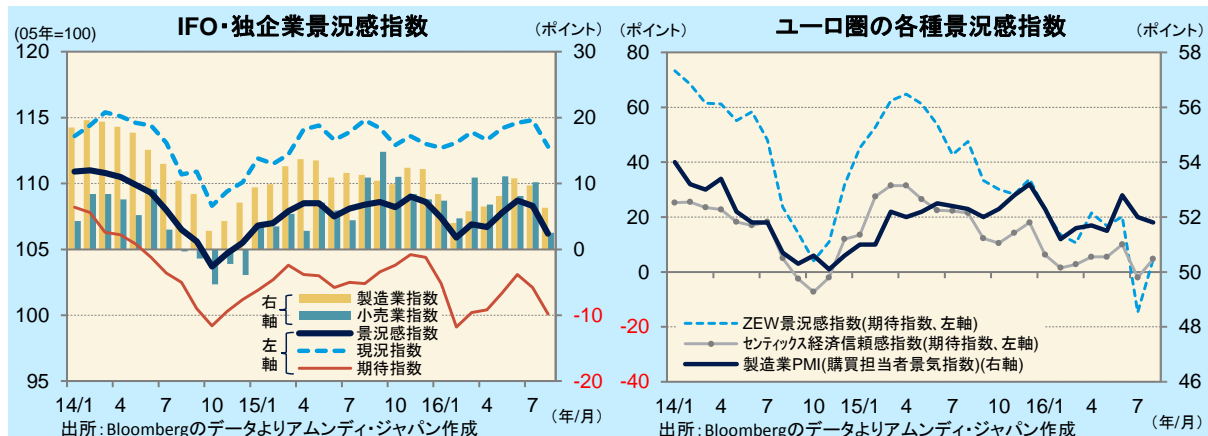 IFO・独企業景況感指数
(05年=100)
(ポイント)
120
115
110
105
100
95
30
20
10
0
-10
-20
右軸
製造業指数
小売業指数
左軸
景況感指数
現況指数
期待指数
14/1 4 7 10 15/1 4 7 10 16/1 4 7
(年/月)
出所:Bloombergのデータよりアムンディ・ジャパン作成
ユーロ圏の各種景況感指数
(ポイント)
(ポイント)
80
60
40
20
0
-20
-40
58
56
54
52
50
48
46
ZEW景況感指数(期待指数、左軸)
センティックス経済信頼感指数(期待指数、左軸)
製造業PMI(購買担当者景気指数)(右軸)
14/1 4 7 10 15/1 4 7 10 16/1 4 7
(年/月)
出所:Bloombergのデータよりアムンディ・ジャパン作成